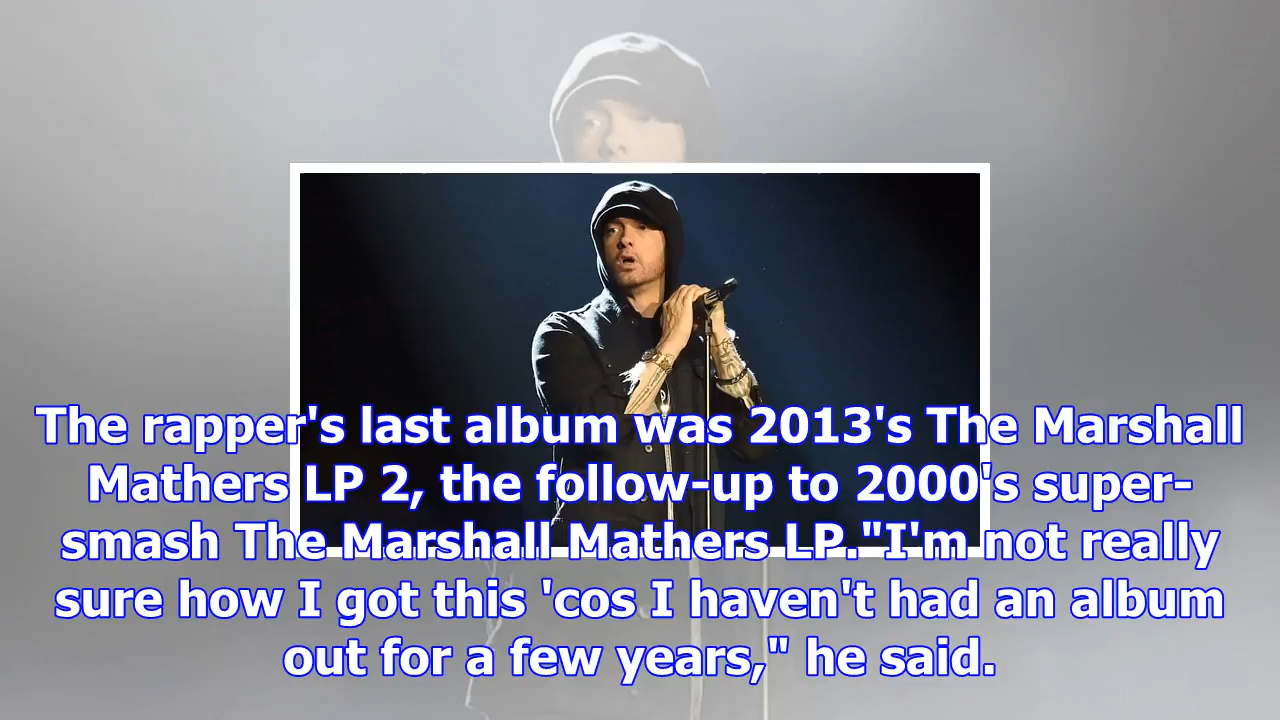 The rapper's last album was 2013's The Marshall
Mathers LP 2, the follow-up to 2000's super-
smash The Marshall Mathers LP."I'm not really
sure how I got this 'cos I haven't had an album
out for a few years," he said.